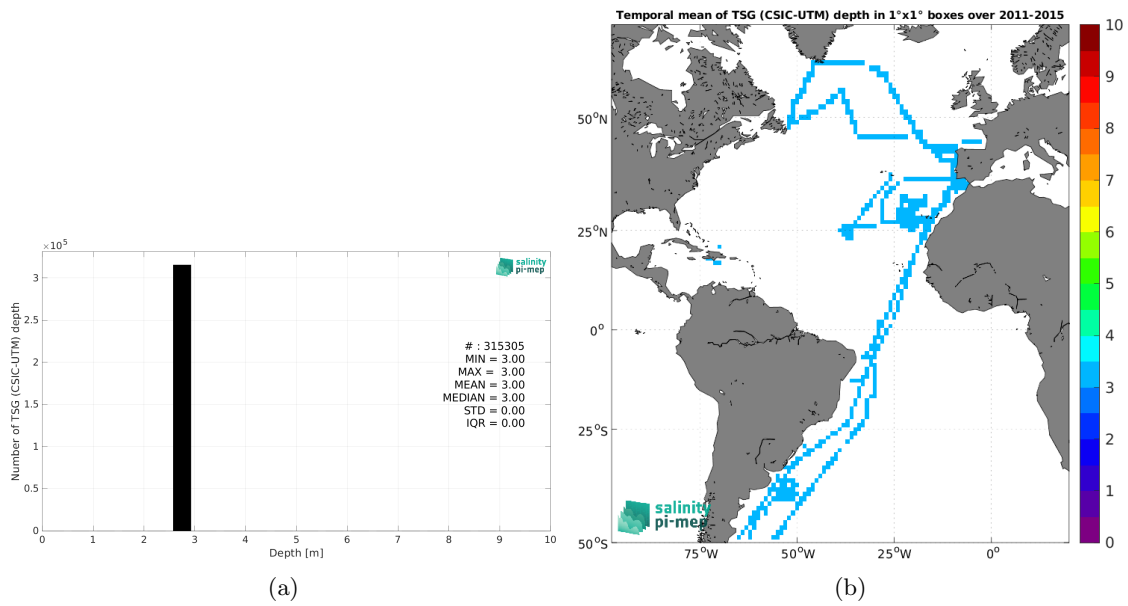 Temporal mean of TSG (CSIC-UTM) depth in 1°x1° boxes over 2011-2015
×10⁵
3
2.5
2
1.5
1
0.5
0
Number of TSG (CSIC-UTM) depth
0 1 2 3 4 5 6 7 8 9 10
Depth [m]
salinity
pi-mep
# : 315305
MIN = 3.00
MAX = 3.00
MEAN = 3.00
MEDIAN = 3.00
STD = 0.00
IQR = 0.00
(a)
50°N
25°N
0°
25°S
50°S
75°W 50°W 25°W 0°
salinity
pi-mep
10
9
8
7
6
5
4
3
2
1
0
(b)